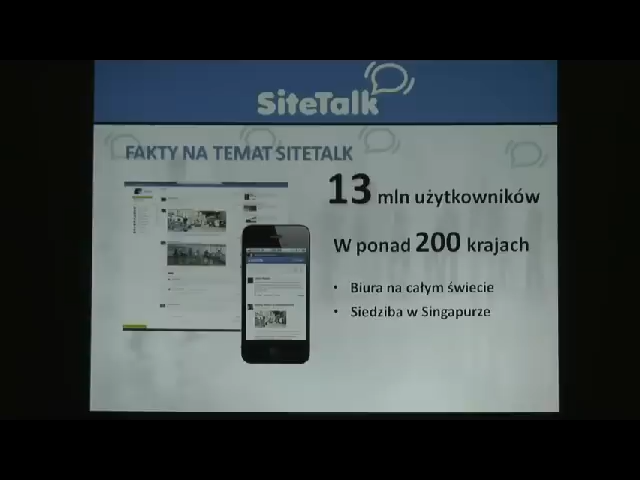 SiteTalk
FAKTY NA TEMAT SITETALK
13 mln użytkowników
W ponad 200 krajach
• Biura na całym świecie
• Siedziba w Singapurze